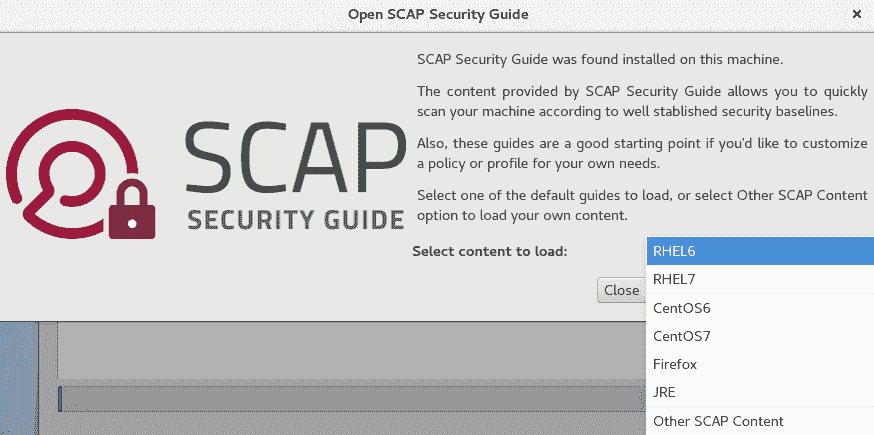 Open SCAP Security Guide
×
SCAP Security Guide was found installed on this machine.
The content provided by SCAP Security Guide allows you to quickly
scan your machine according to well stablished security baselines.
Also, these guides are a good starting point if you'd like to customize
a policy or profile for your own needs.
Select one of the default guides to load, or select Other SCAP Content
option to load your own content.
SCAP
SECURITY GUIDE
Select content to load:
RHEL6
RHEL7
CentOS6
CentOS7
Firefox
JRE
Other SCAP Content
Close